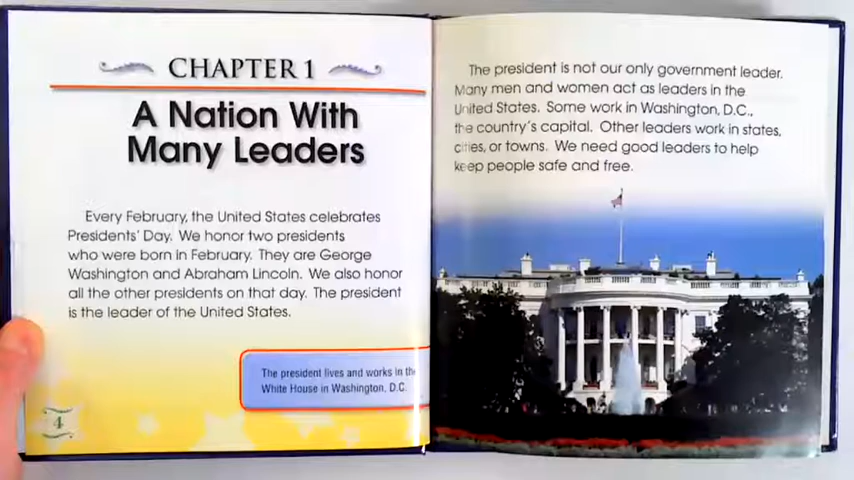 CHAPTER 1
A Nation With
Many Leaders
Every February, the United States celebrates
Presidents' Day. We honor two presidents
who were born in February. They are George
Washington and Abraham Lincoln. We also honor
all the other presidents on that day. The president
is the leader of the United States.
The president lives and works in the
White House in Washington, D.C.
4
The president is not our only government leader.
Many men and women act as leaders in the
United States. Some work in Washington, D.C.,
the country's capital. Other leaders work in states,
cities, or towns. We need good leaders to help
keep people safe and free.